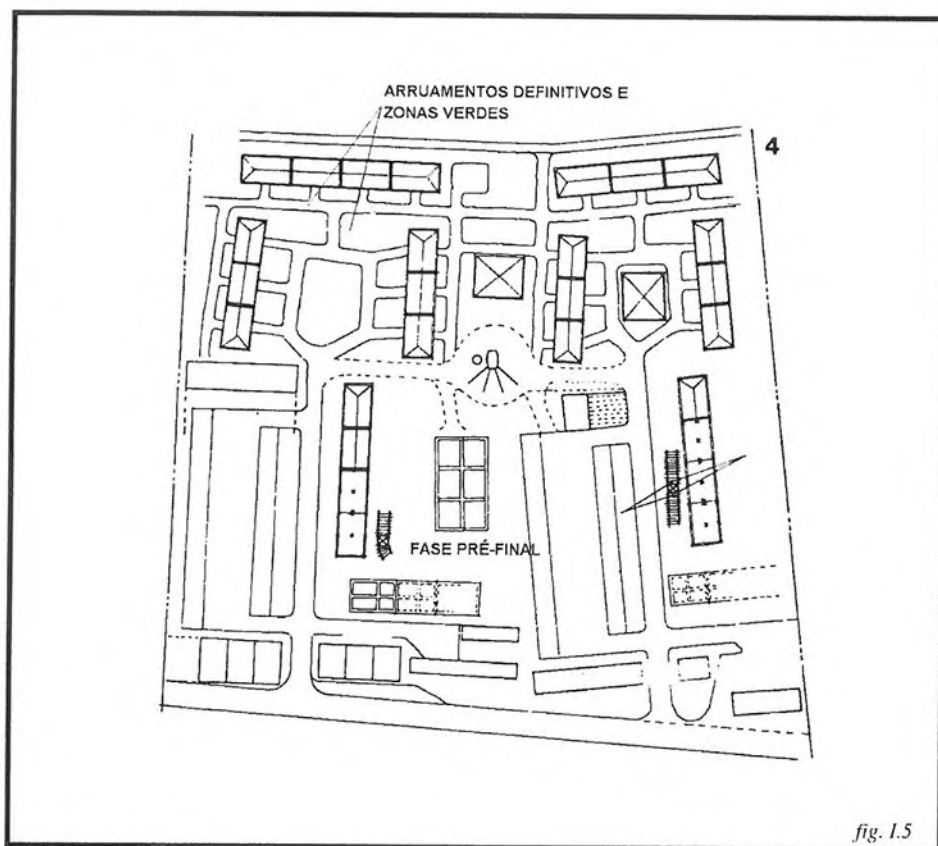 ARRUAMENTOS DEFINITIVOS E
ZONAS VERDES
4
FASE PRÉ-FINAL
fig. I.5